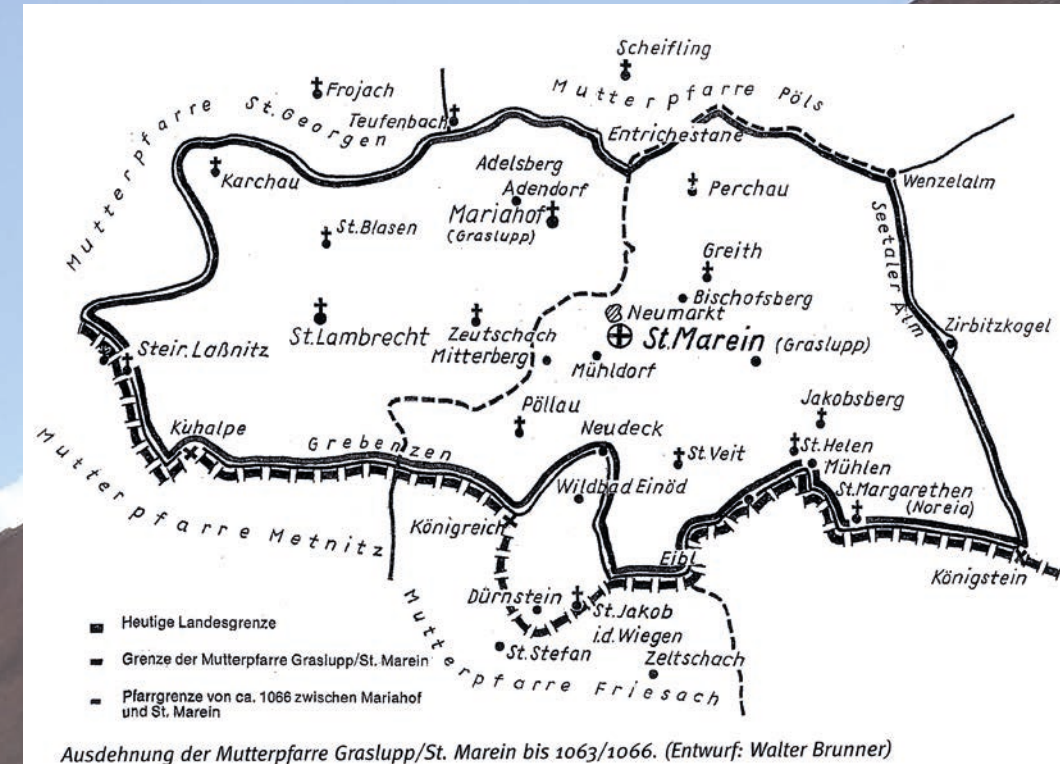 Scheifling
Mutterpfarre Pöls
Frojach
Mutterpfarre St.Georgen
Teufenbach
Entrichestane
Karchau
Adelsberg
Adendorf
Mariahof
(Graslupp)
Perchau
Wenzelalm
St.Blasen
Greith
Seetaler Alm
Bischofsberg
Neumarkt
St.Lambrecht
Zeutschach
St.Marein (Graslupp)
Zirbitzkogel
Steir. Laßnitz
Mitterberg
Mühldorf
Kuhalpe
Grebenzen
Pöllau
Jakobsberg
Neudeck
St.Veit
St.Helen
Mühlen
St.Margarethen
(Noreia)
Mutterpfarre Metnitz
Wildbad Einöd
Königreich
Eibl
Königstein
Dürnstein
St.Jakob
i.d.Wiegen
St.Stefan
Zeltschach
Mutterpfarre Friesach
Heutige Landesgrenze
Grenze der Mutterpfarre Graslupp/St. Marein
Pfarrgrenze von ca. 1066 zwischen Mariahof
und St. Marein
Ausdehnung der Mutterpfarre Graslupp/St. Marein bis 1063/1066. (Entwurf: Walter Brunner)